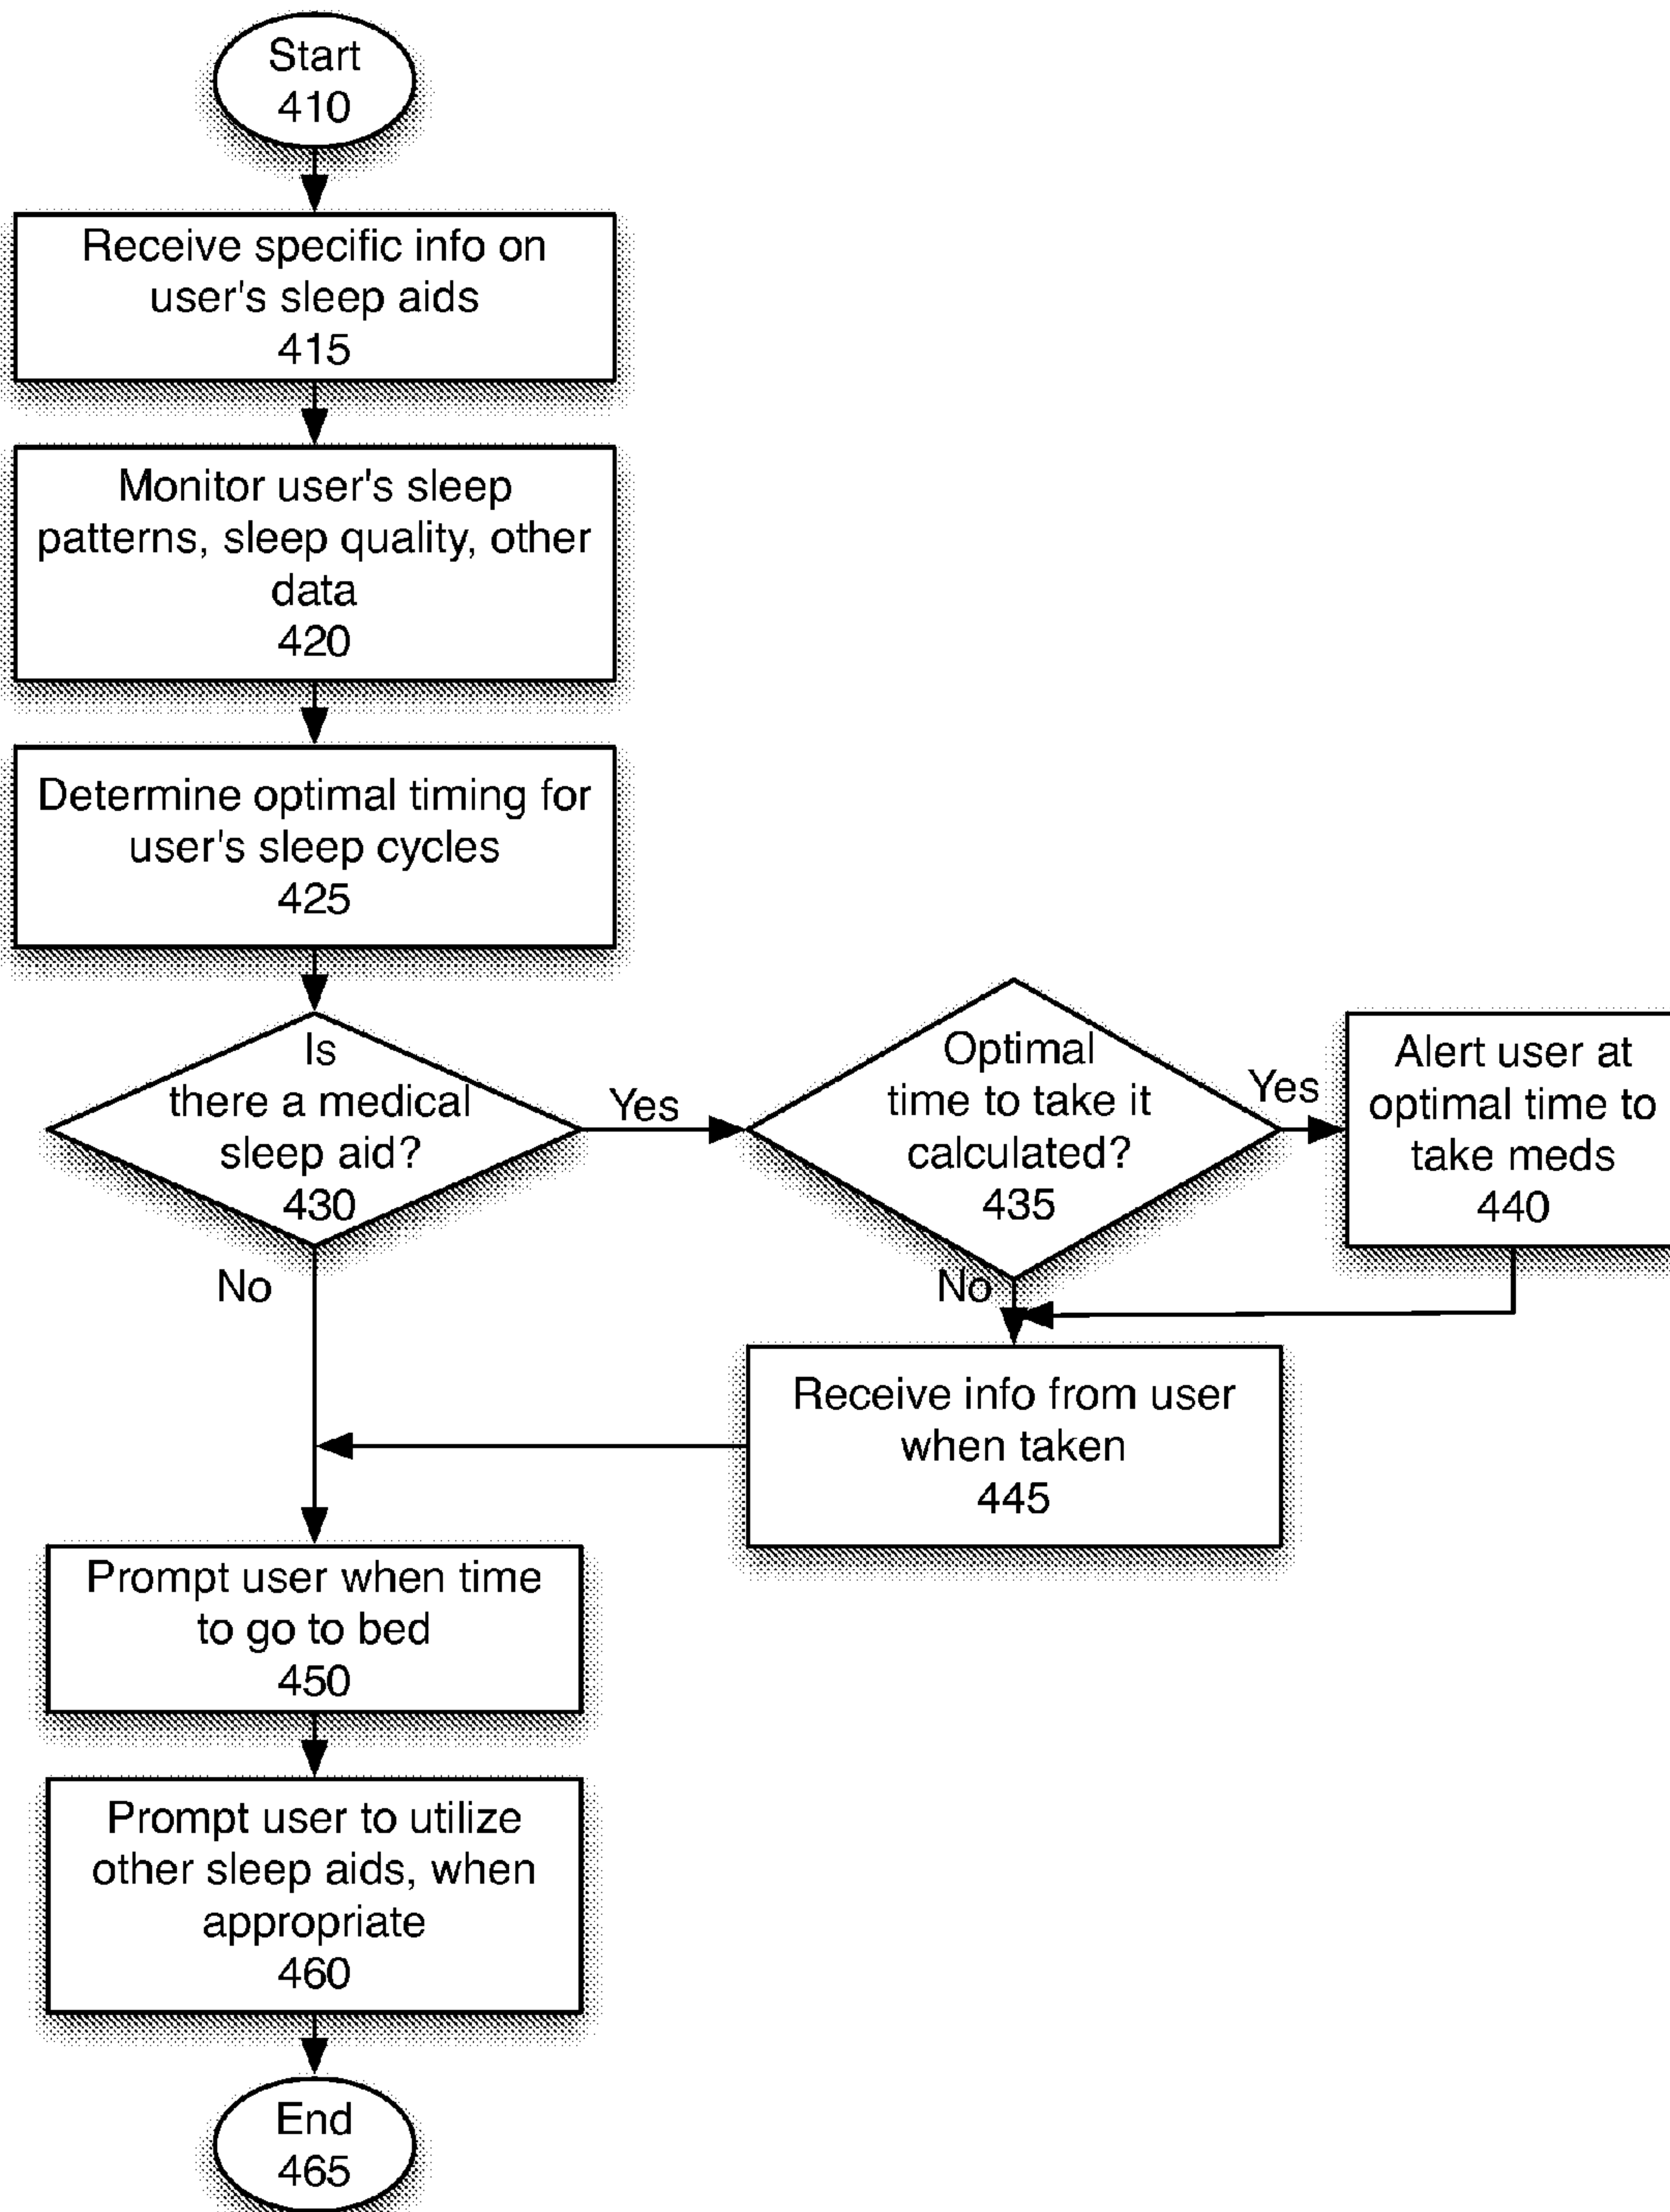 Start
410
Receive specific info on
user's sleep aids
415
Monitor user's sleep
patterns, sleep quality, other
data
420
Determine optimal timing for
user's sleep cycles
425
Is
there a medical
sleep aid?
430
Yes
No
Optimal
time to take it
calculated?
435
Yes
No
Alert user at
optimal time to
take meds
440
Receive info from user
when taken
445
Prompt user when time
to go to bed
450
Prompt user to utilize
other sleep aids, when
appropriate
460
End
465